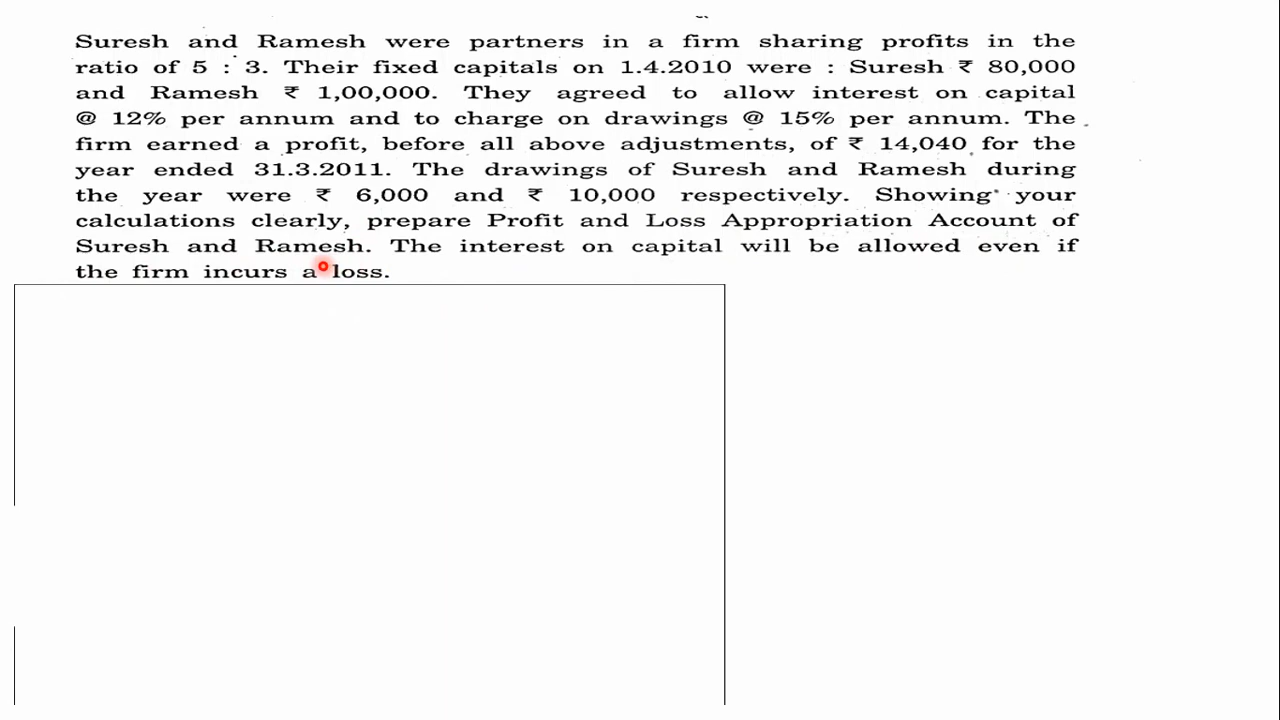 Suresh and Ramesh were partners in a firm sharing profits in the
ratio of 5 : 3. Their fixed capitals on 1.4.2010 were : Suresh ₹ 80,000
and Ramesh ₹ 1,00,000. They agreed to allow interest on capital
@ 12% per annum and to charge on drawings @ 15% per annum. The
firm earned a profit, before all above adjustments, of ₹ 14,040 for the
year ended 31.3.2011. The drawings of Suresh and Ramesh during
the year were ₹ 6,000 and ₹ 10,000 respectively. Showing your
calculations clearly, prepare Profit and Loss Appropriation Account of
Suresh and Ramesh. The interest on capital will be allowed even if
the firm incurs a loss.